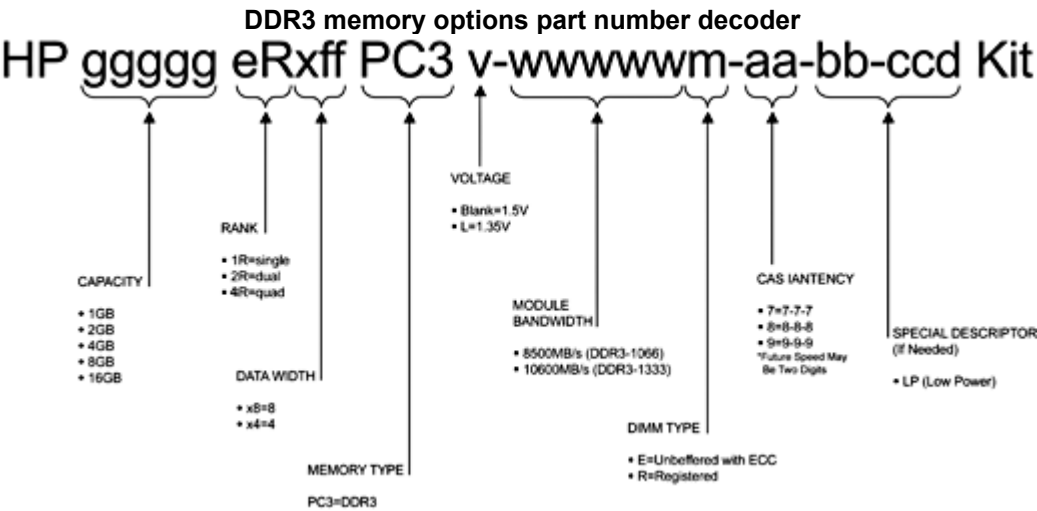 DDR3 memory options part number decoder
HP ggggg eRxff PC3 v-wwwwwm-aa-bb-ccd Kit
VOLTAGE
▪ Blank=1.5V
▪ L=1.35V
RANK
▪ 1R=single
▪ 2R=dual
▪ 4R=quad
CAPACITY
+ 1GB
+ 2GB
+ 4GB
+ 8GB
+ 16GB
CAS IANTENCY
▪ 7=7-7-7
▪ 8=8-8-8
▪ 9=9-9-9
*Future Speed May
Be Two Digits
MODULE
BANDWIDTH
▪ 8500MB/s (DDR3-1066)
▪ 10600MB/s (DDR3-1333)
SPECIAL DESCRIPTOR
(If Needed)
+ LP (Low Power)
DATA WIDTH
+ x8=8
+ x4=4
DIMM TYPE
▪ E=Unbeffered with ECC
▪ R=Registered
MEMORY TYPE
PC3=DDR3